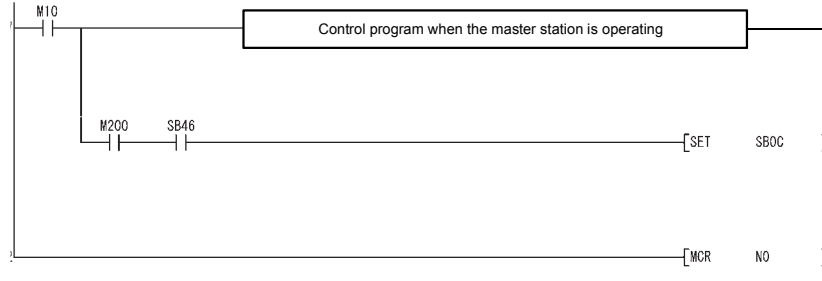 M10
Control program when the master station is operating
M200 SB46
SET SB0C
MCR N0